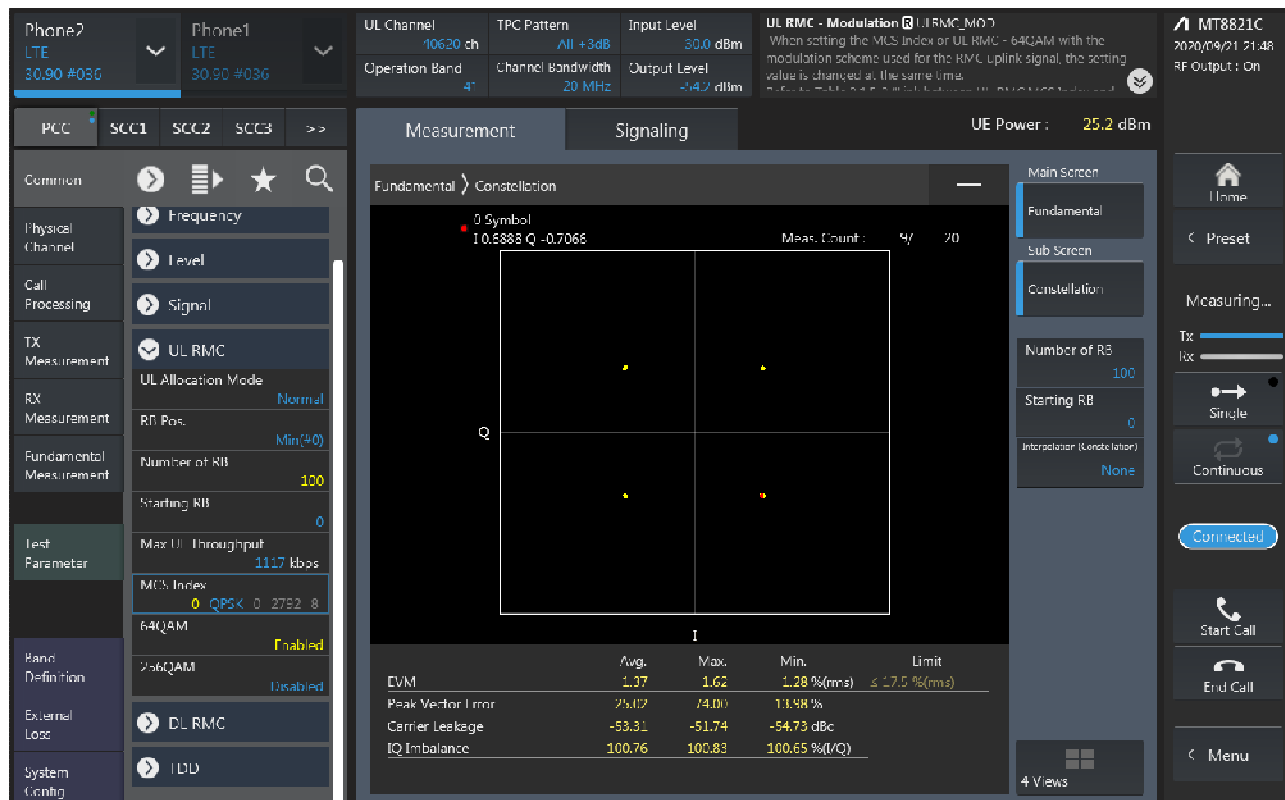 Phone2
LTE
30.90 #036
Phone1
LTE
30.90 #036
UL Channel
40620 ch
Operation Band
41
TPC Pattern
All +3dB
Channel Bandwidth
20 MHz
Input Level
30.0 dBm
Output Level
-54.2 dBm
UL RMC - Modulation R ULRMC_MOD
When setting the MCS Index or UL RMC - 64QAM with the
modulation scheme used for the RMC uplink signal, the setting
value is changed at the same time.
MT8821C
2020/09/21 21:48
RF Output : On
PCC
SCC1
SCC2
SCC3
>>
Measurement
Signaling
UE Power : 25.2 dBm
Common
Physical
Channel
Call
Processing
TX
Measurement
RX
Measurement
Fundamental
Measurement
Test
Parameter
Band
Definition
External
Loss
System
Config
Frequency
Level
Signal
UL RMC
UL Allocation Mode
Normal
RB Pos.
Min(#0)
Number of RB
100
Starting RB
0
Max UL Throughput
1117 kbps
MCS Index
0 QPSK 0 2792 8
64QAM
Enabled
256QAM
Disabled
DL RMC
TDD
Fundamental
Constellation
0 Symbol
Meas. Count : 9/ 20
Q
I
Avg. Max. Min. Limit
EVM 1.37 1.62 1.28 %(rms) ≤ 17.5 %(rms)
Peak Vector Error 25.02 74.00 13.98 %
Carrier Leakage -53.31 -51.74 -54.73 dBc
IQ Imbalance 100.76 100.83 100.65 %(I/Q)
Main Screen
Fundamental
Sub Screen
Constellation
Number of RB
100
Starting RB
0
Interpolation (Constellation)
None
4 Views
Home
Preset
Measuring...
Tx
Rx
Single
Continuous
Connected
Start Call
End Call
Menu